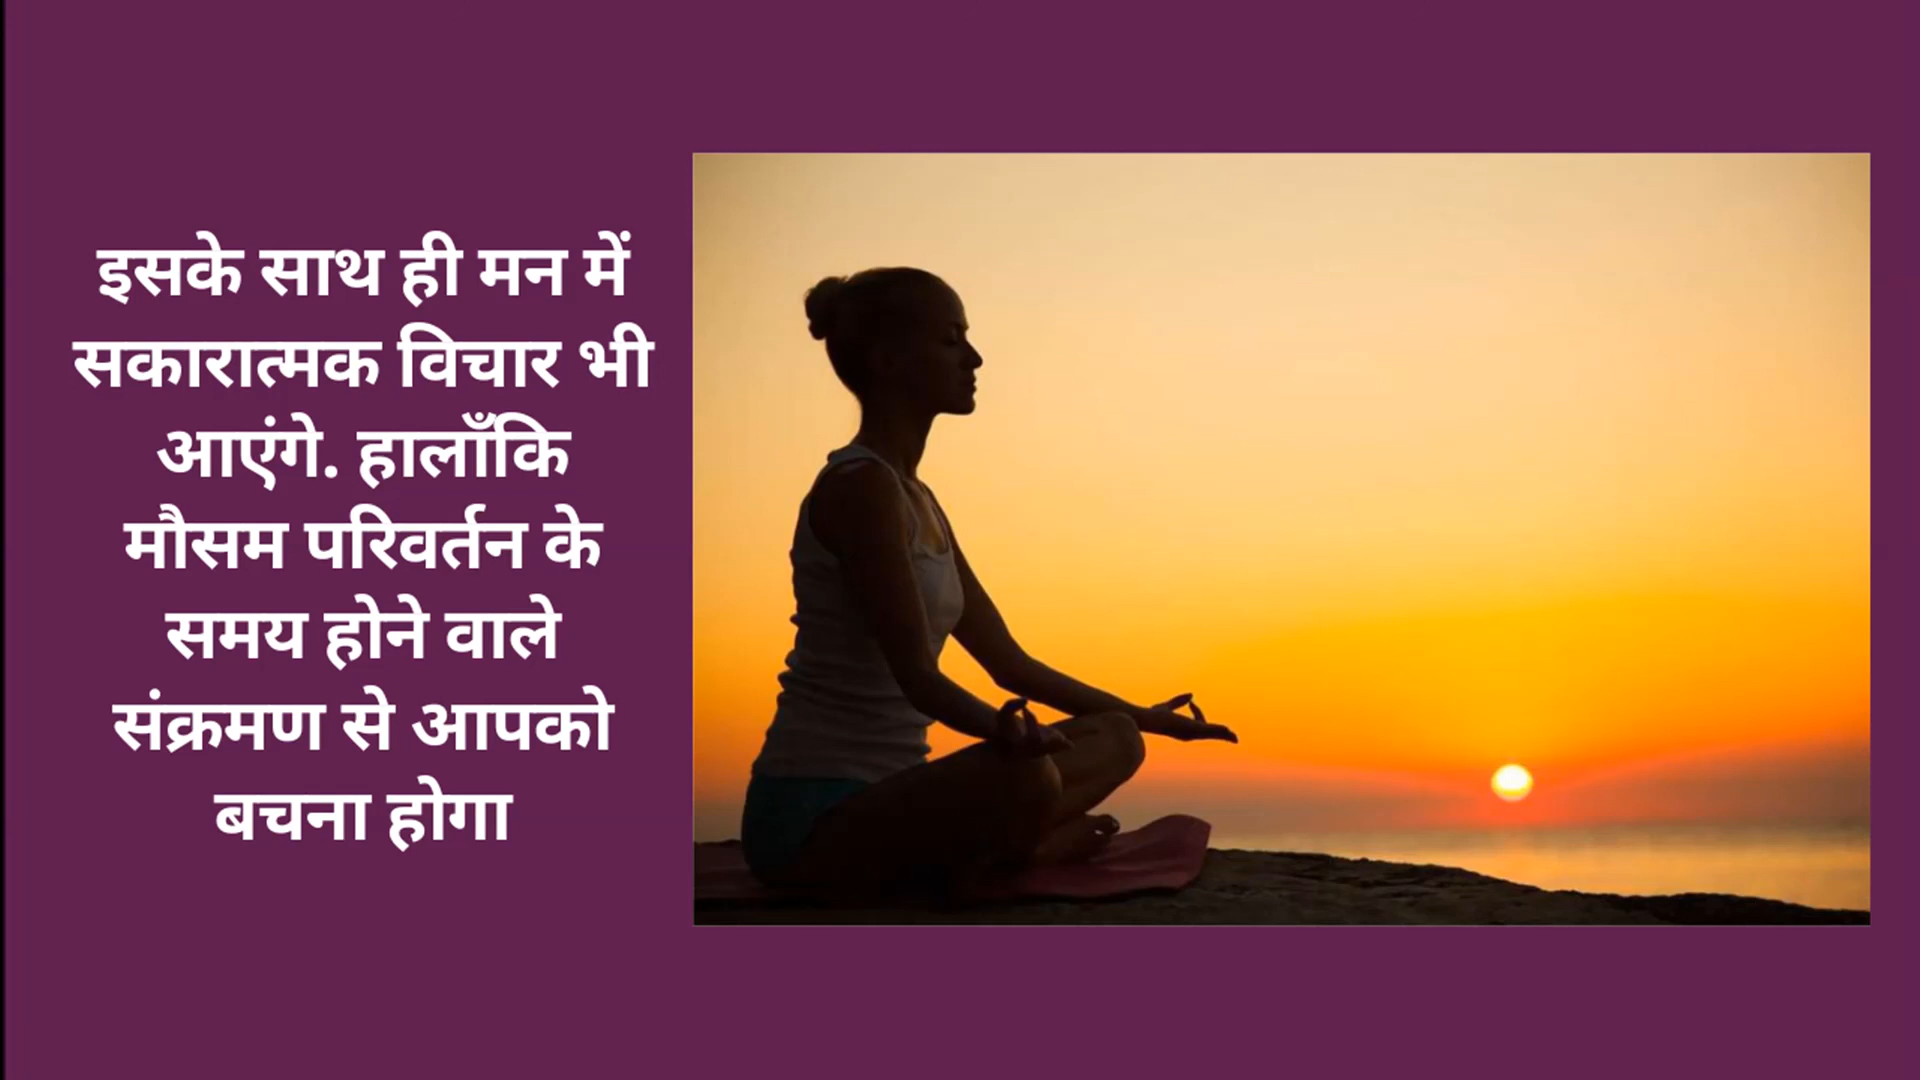 इसके साथ ही मन में
सकारात्मक विचार भी
आएंगे. हालाँकि
मौसम परिवर्तन के
समय होने वाले
संक्रमण से आपको
बचना होगा